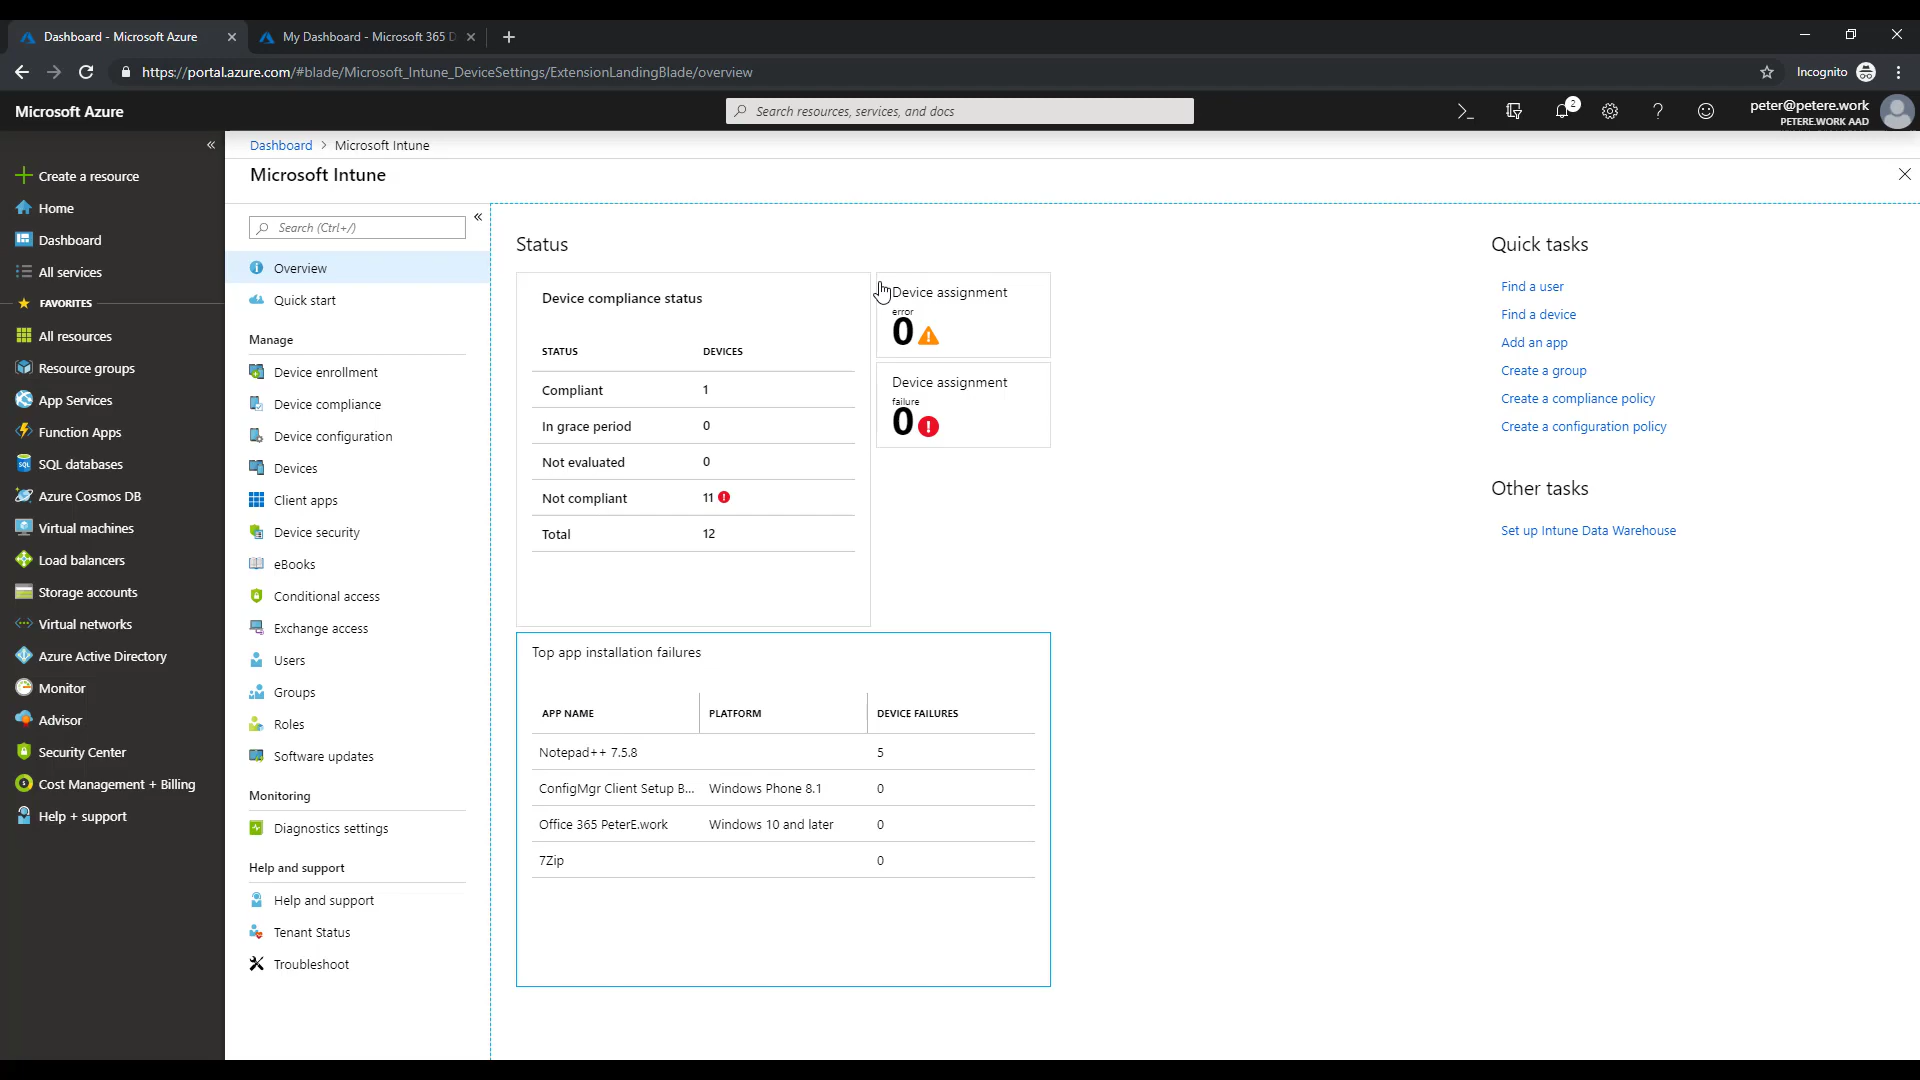 Dashboard - Microsoft Azure
My Dashboard - Microsoft 365 D
https://portal.azure.com/#blade/Microsoft_Intune_DeviceSettings/ExtensionLandingBlade/overview
Incognito
Microsoft Azure
Search resources, services, and docs
2
peter@petere.work
PETERE.WORK AAD
Create a resource
Home
Dashboard
All services
FAVORITES
All resources
Resource groups
App Services
Function Apps
SQL databases
Azure Cosmos DB
Virtual machines
Load balancers
Storage accounts
Virtual networks
Azure Active Directory
Monitor
Advisor
Security Center
Cost Management + Billing
Help + support
Dashboard > Microsoft Intune
Microsoft Intune
Search (Ctrl+/)
Overview
Quick start
Manage
Device enrollment
Device compliance
Device configuration
Devices
Client apps
Device security
eBooks
Conditional access
Exchange access
Users
Groups
Roles
Software updates
Monitoring
Diagnostics settings
Help and support
Help and support
Tenant Status
Troubleshoot
Status
Device compliance status
STATUS DEVICES
Compliant 1
In grace period 0
Not evaluated 0
Not compliant 11
Total 12
Device assignment
error
0
Device assignment
failure
0
Top app installation failures
APP NAME PLATFORM DEVICE FAILURES
Notepad++ 7.5.8 5
ConfigMgr Client Setup B... Windows Phone 8.1 0
Office 365 PeterE.work Windows 10 and later 0
7Zip 0
Quick tasks
Find a user
Find a device
Add an app
Create a group
Create a compliance policy
Create a configuration policy
Other tasks
Set up Intune Data Warehouse